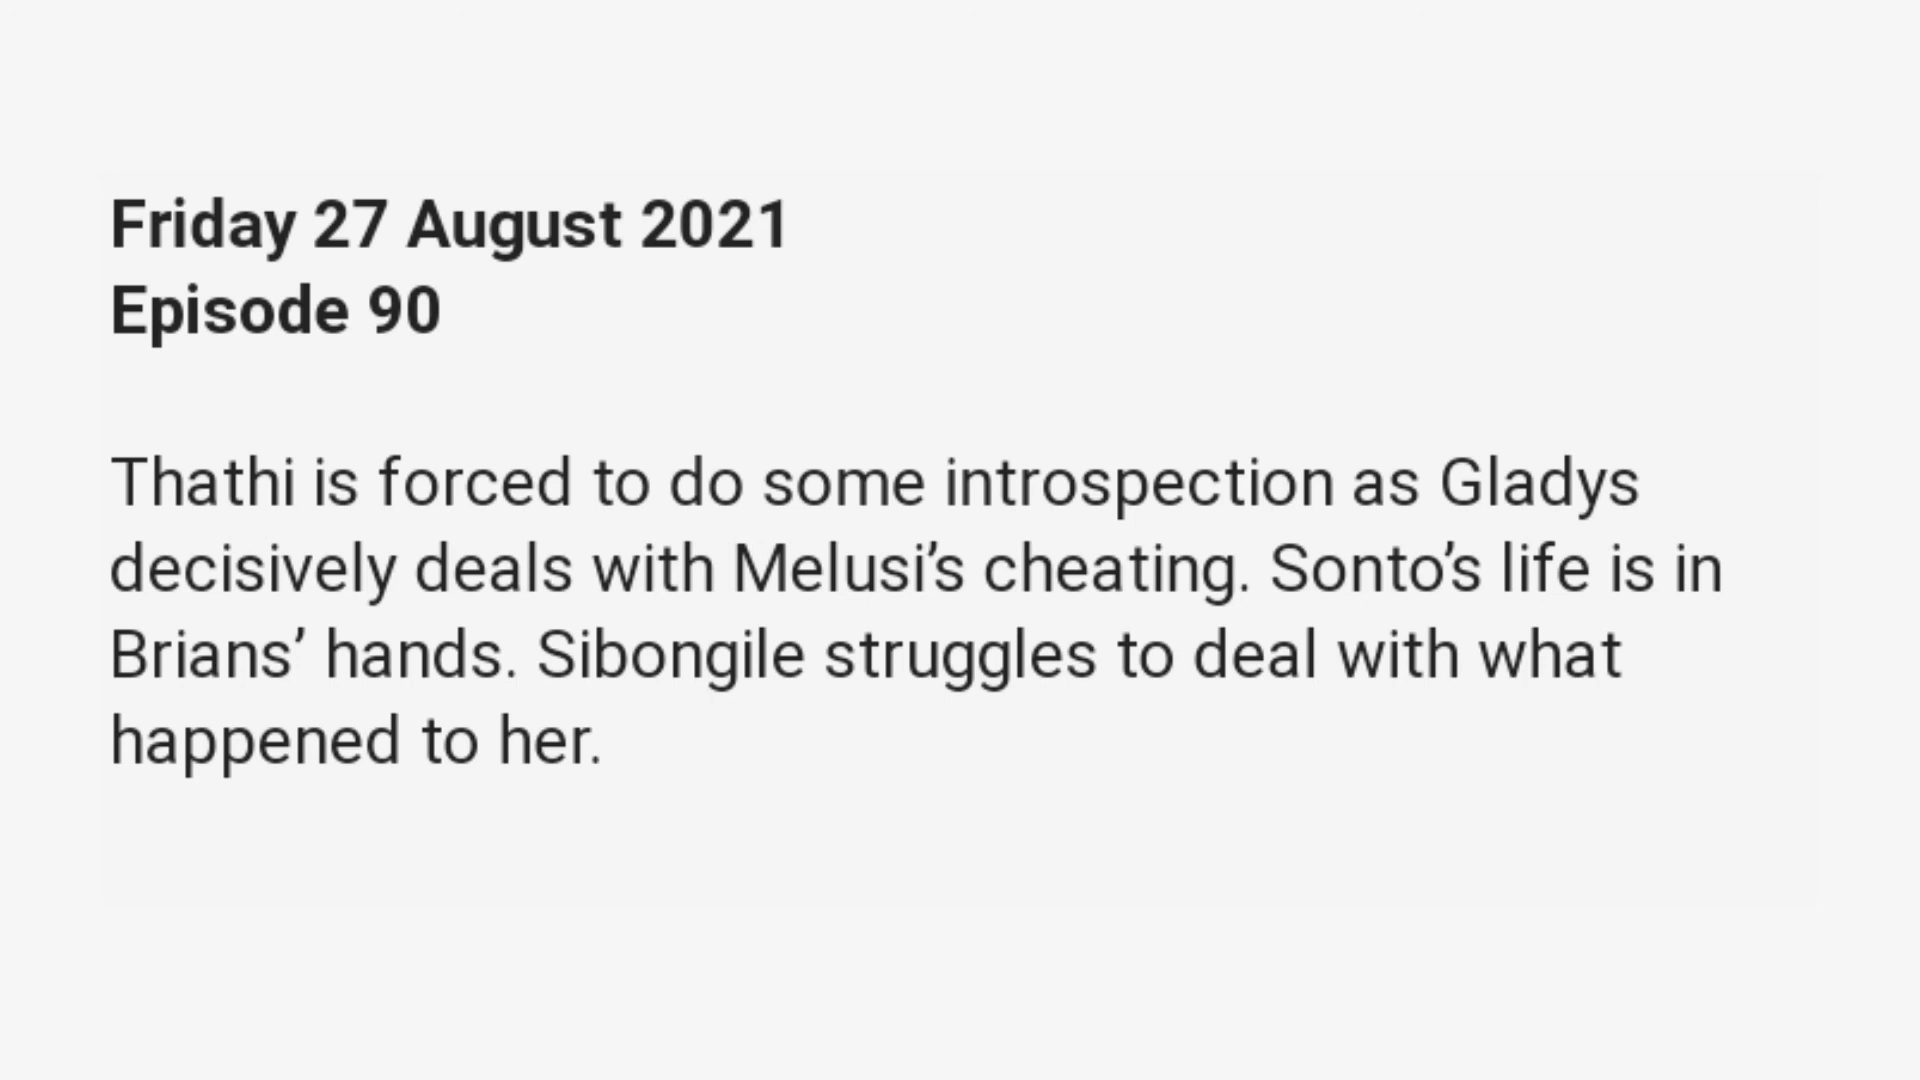 Friday 27 August 2021
Episode 90
Thathi is forced to do some introspection as Gladys
decisively deals with Melusi’s cheating. Sonto’s life is in
Brians’ hands. Sibongile struggles to deal with what
happened to her.